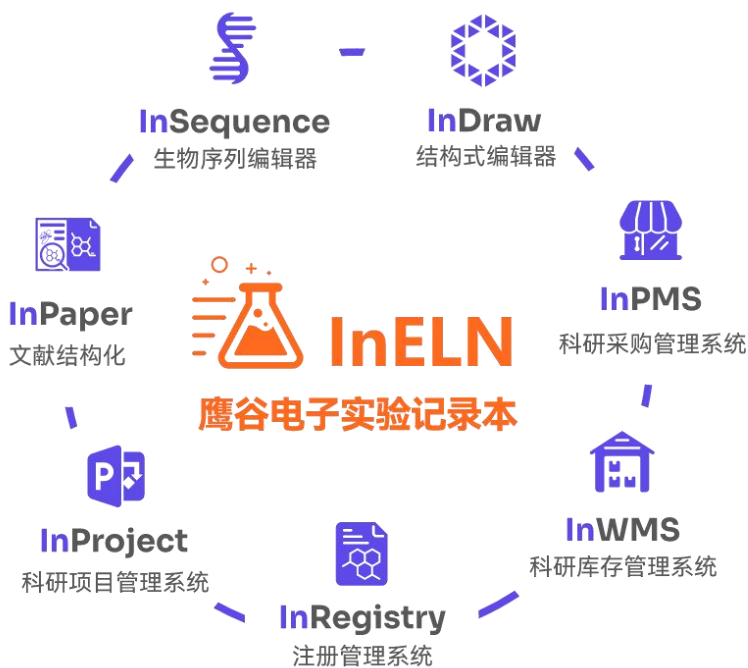 InSequence
生物序列编辑器
InDraw
结构式编辑器
InPaper
文献结构化
InPMS
科研采购管理系统
InELN
鹰谷电子实验记录本
InProject
科研项目管理系统
InWMS
科研库存管理系统
InRegistry
注册管理系统